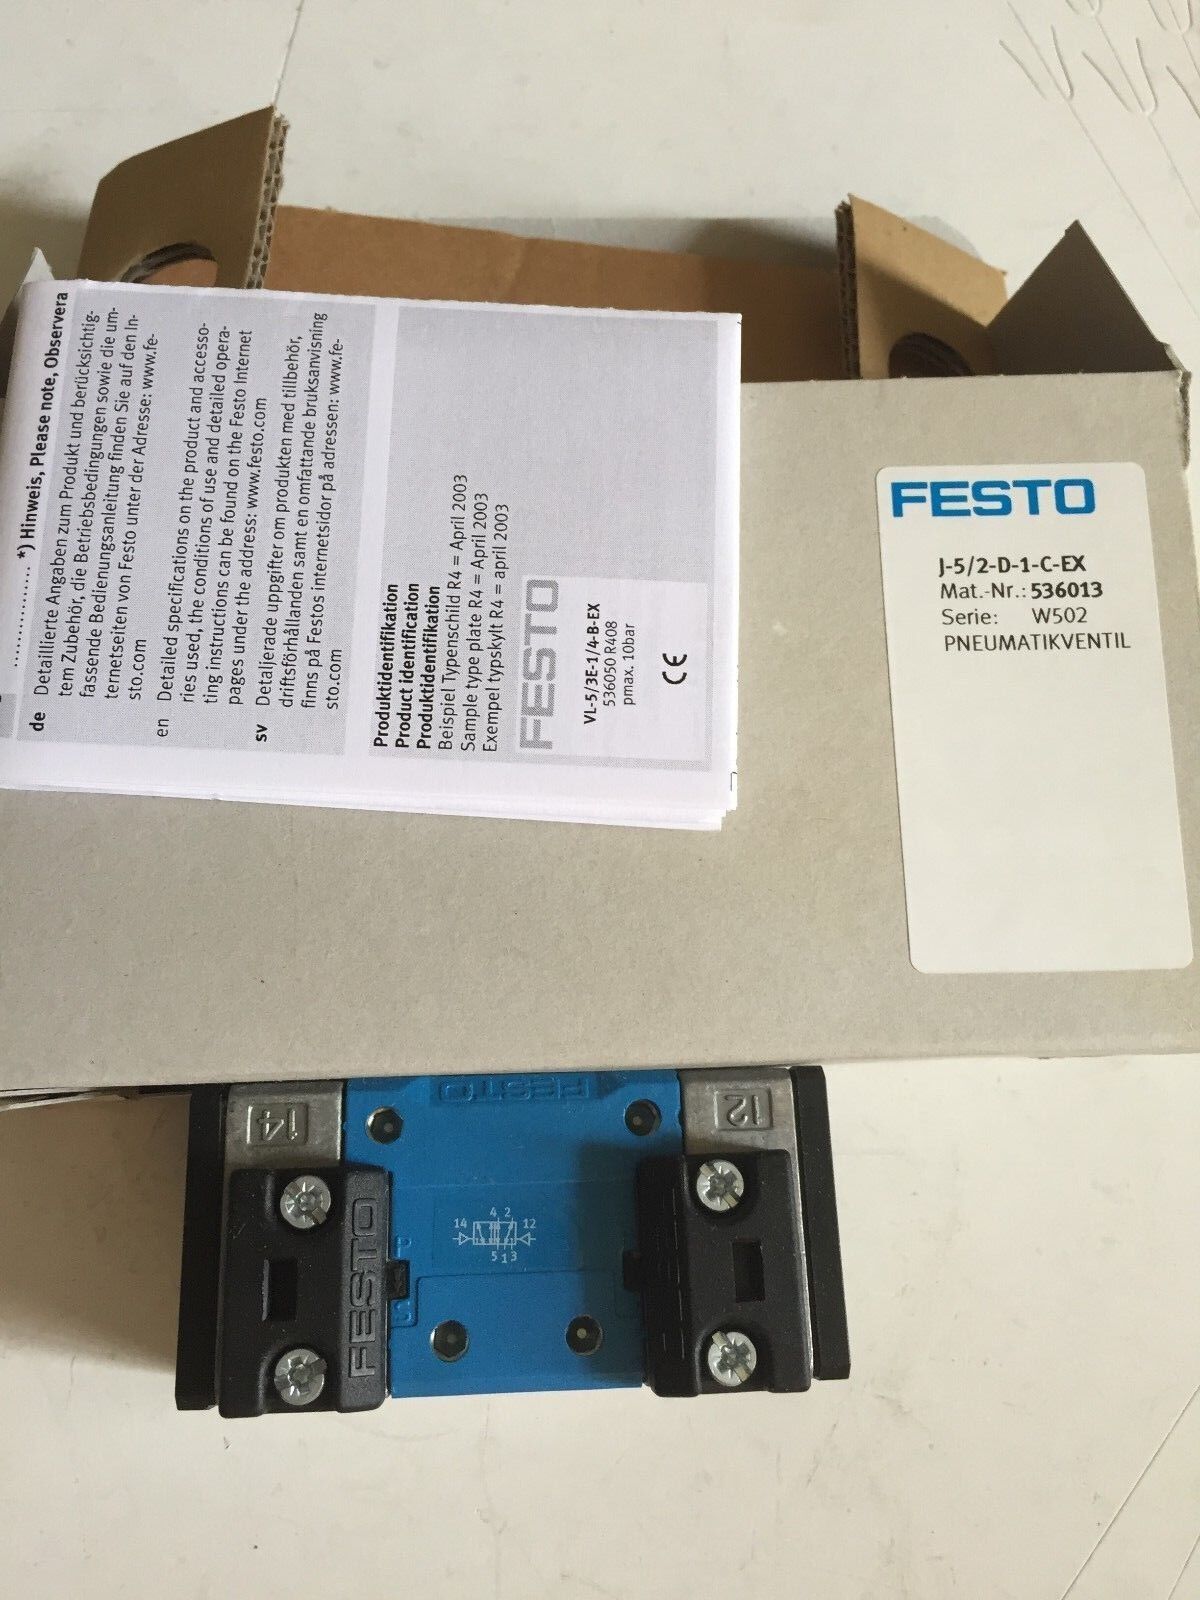 *) Hinweis, Please note, Observera
de
Detaillierte Angaben zum Produkt und berücksichtig-
tem Zubehör, die Betriebsbedingungen sowie die um-
fassende Bedienungsanleitung finden Sie auf den In-
ternetseiten von Festo unter der Adresse: www.fe-
sto.com
en
Detailed specifications on the product and accesso-
ries used, the conditions of use and detailed opera-
ting instructions can be found on the Festo Internet
pages under the address: www.festo.com
sv
Detaljerade uppgifter om produkten med tillbehör,
driftsförhållanden samt en omfattande bruksanvisning
finns på Festos internetsidor på adressen: www.fe-
sto.com
Produktidentifikation
Product identification
Produktidentifikation
Beispiel Typenschild R4 = April 2003
Sample type plate R4 = April 2003
Exempel typskylt R4 = april 2003
FESTO
VL-5/3E-1/4-B-EX
536050 R408
pmax. 10bar
CE
FESTO
J-5/2-D-1-C-EX
Mat.-Nr.: 536013
Serie: W502
PNEUMATIKVENTIL
FESTO
14
12
FESTO
4 2
14 12
5 1 3